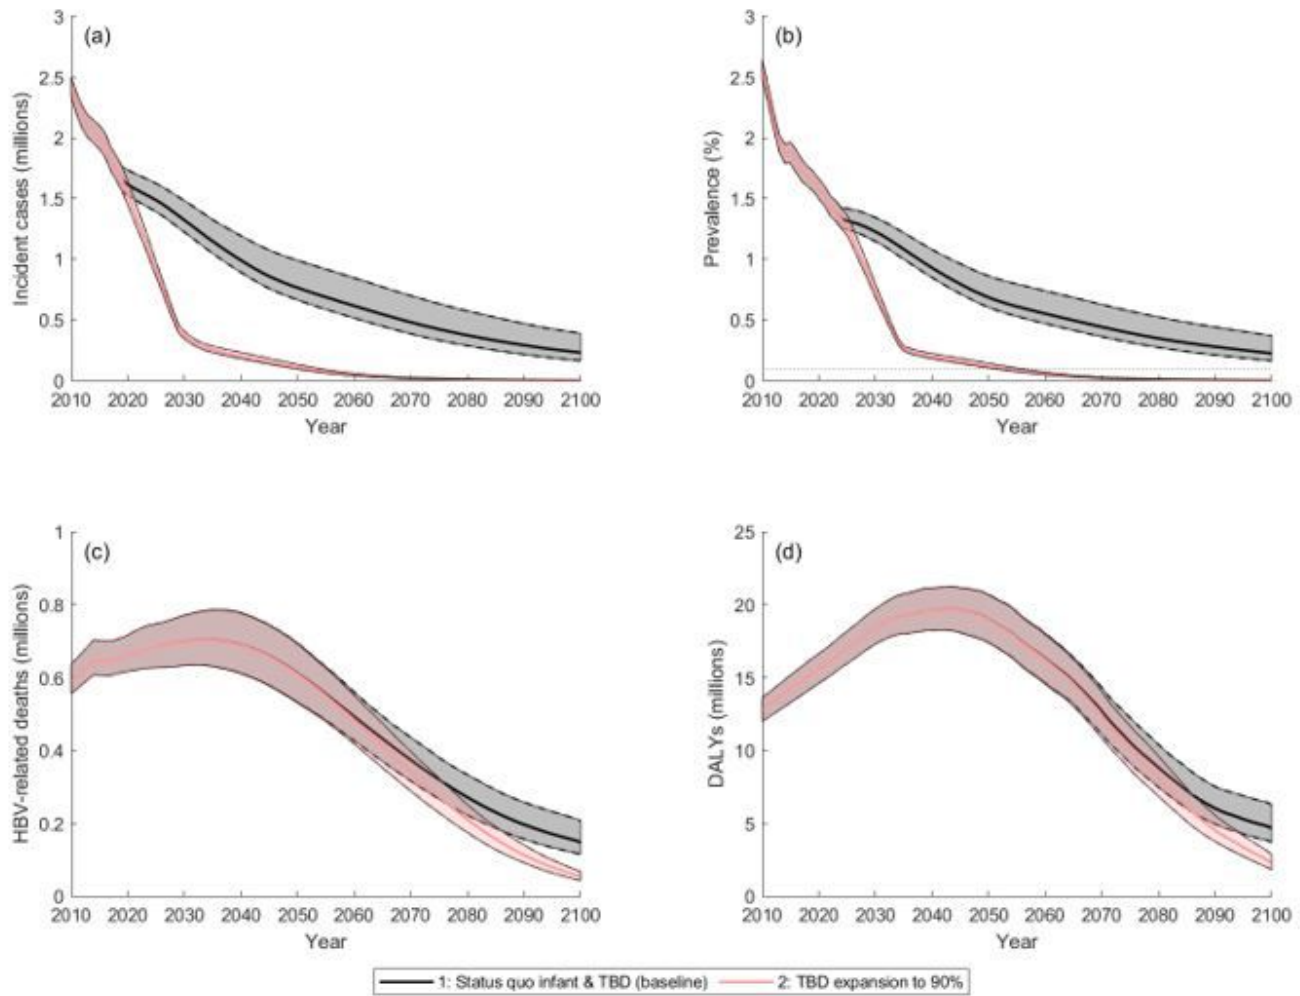 (a)
Incident cases (millions)
3
2.5
2
1.5
1
0.5
0
2010 2020 2030 2040 2050 2060 2070 2080 2090 2100
Year
(b)
Prevalence (%)
3
2.5
2
1.5
1
0.5
0
2010 2020 2030 2040 2050 2060 2070 2080 2090 2100
Year
(c)
HBV-related deaths (millions)
1
0.8
0.6
0.4
0.2
0
2010 2020 2030 2040 2050 2060 2070 2080 2090 2100
Year
(d)
DALYs (millions)
25
20
15
10
5
0
2010 2020 2030 2040 2050 2060 2070 2080 2090 2100
Year
1: Status quo infant & TBD (baseline) 2: TBD expansion to 90%